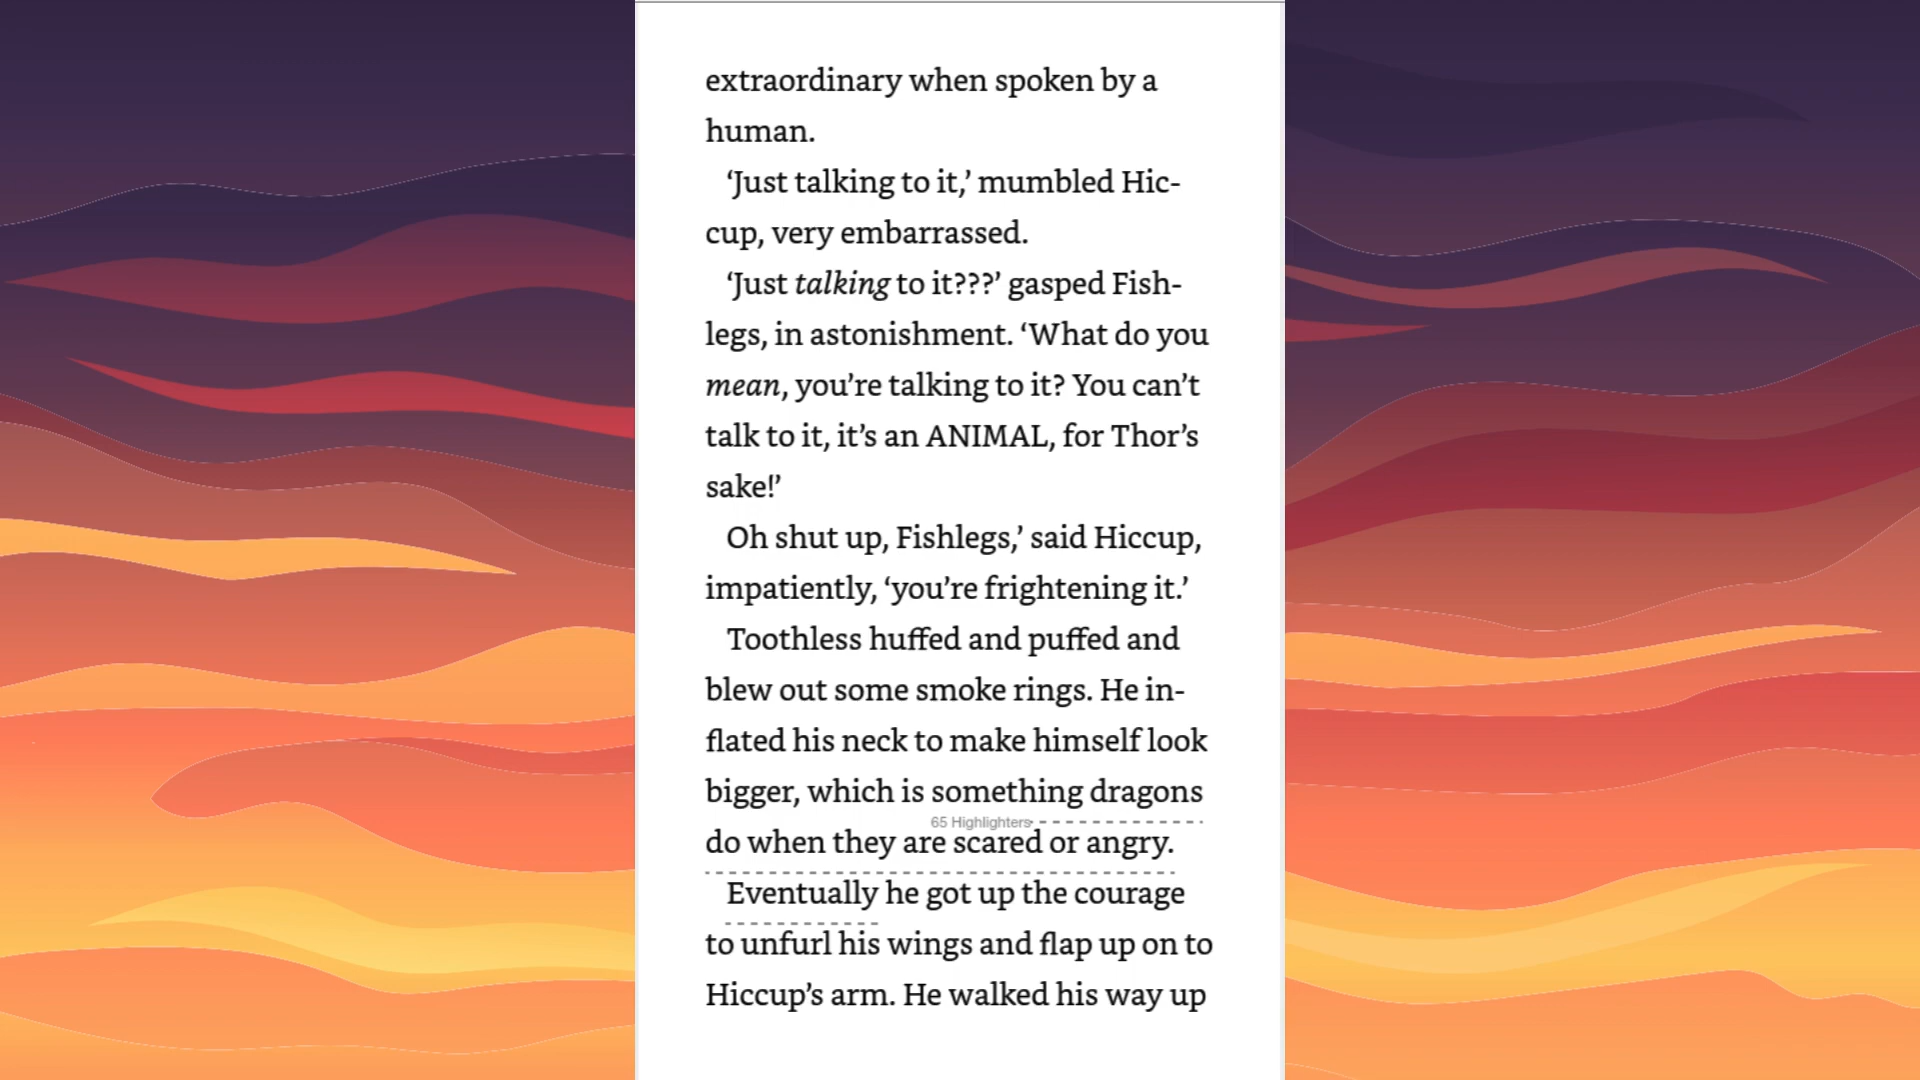 extraordinary when spoken by a
human.
‘Just talking to it,’ mumbled Hic-
cup, very embarrassed.
‘Just talking to it???’ gasped Fish-
legs, in astonishment. ‘What do you
mean, you’re talking to it? You can’t
talk to it, it’s an ANIMAL, for Thor’s
sake!’
Oh shut up, Fishlegs,’ said Hiccup,
impatiently, ‘you’re frightening it.’
Toothless huffed and puffed and
blew out some smoke rings. He in-
flated his neck to make himself look
bigger, which is something dragons
65 Highlighters
do when they are scared or angry.
Eventually he got up the courage
to unfurl his wings and flap up on to
Hiccup’s arm. He walked his way up